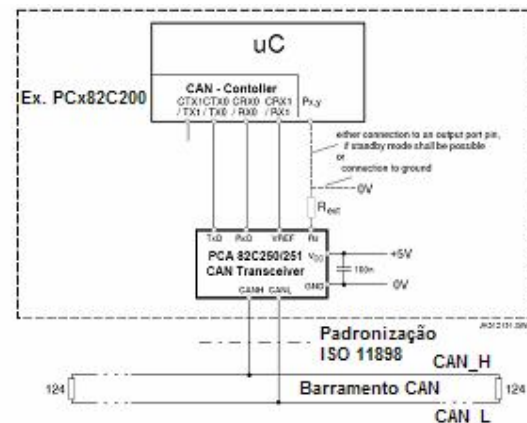 uC
CAN - Contoller
Ex. PCx82C200
CTX1 CTX0 CRX0 CRX1 Px,y
/ TX1 / TX0 / RX0 / RX1
either connection to an output port pin,
if standby mode shall be possible
or
connection to ground
0V
Rext
TxD RxD VREF Rs
PCA 82C250/251
CAN Transceiver
VCC
+5V
100n
GND
0V
CANH CANL
Padronização
ISO 11898
CAN_H
124
Barramento CAN
124
CAN_L